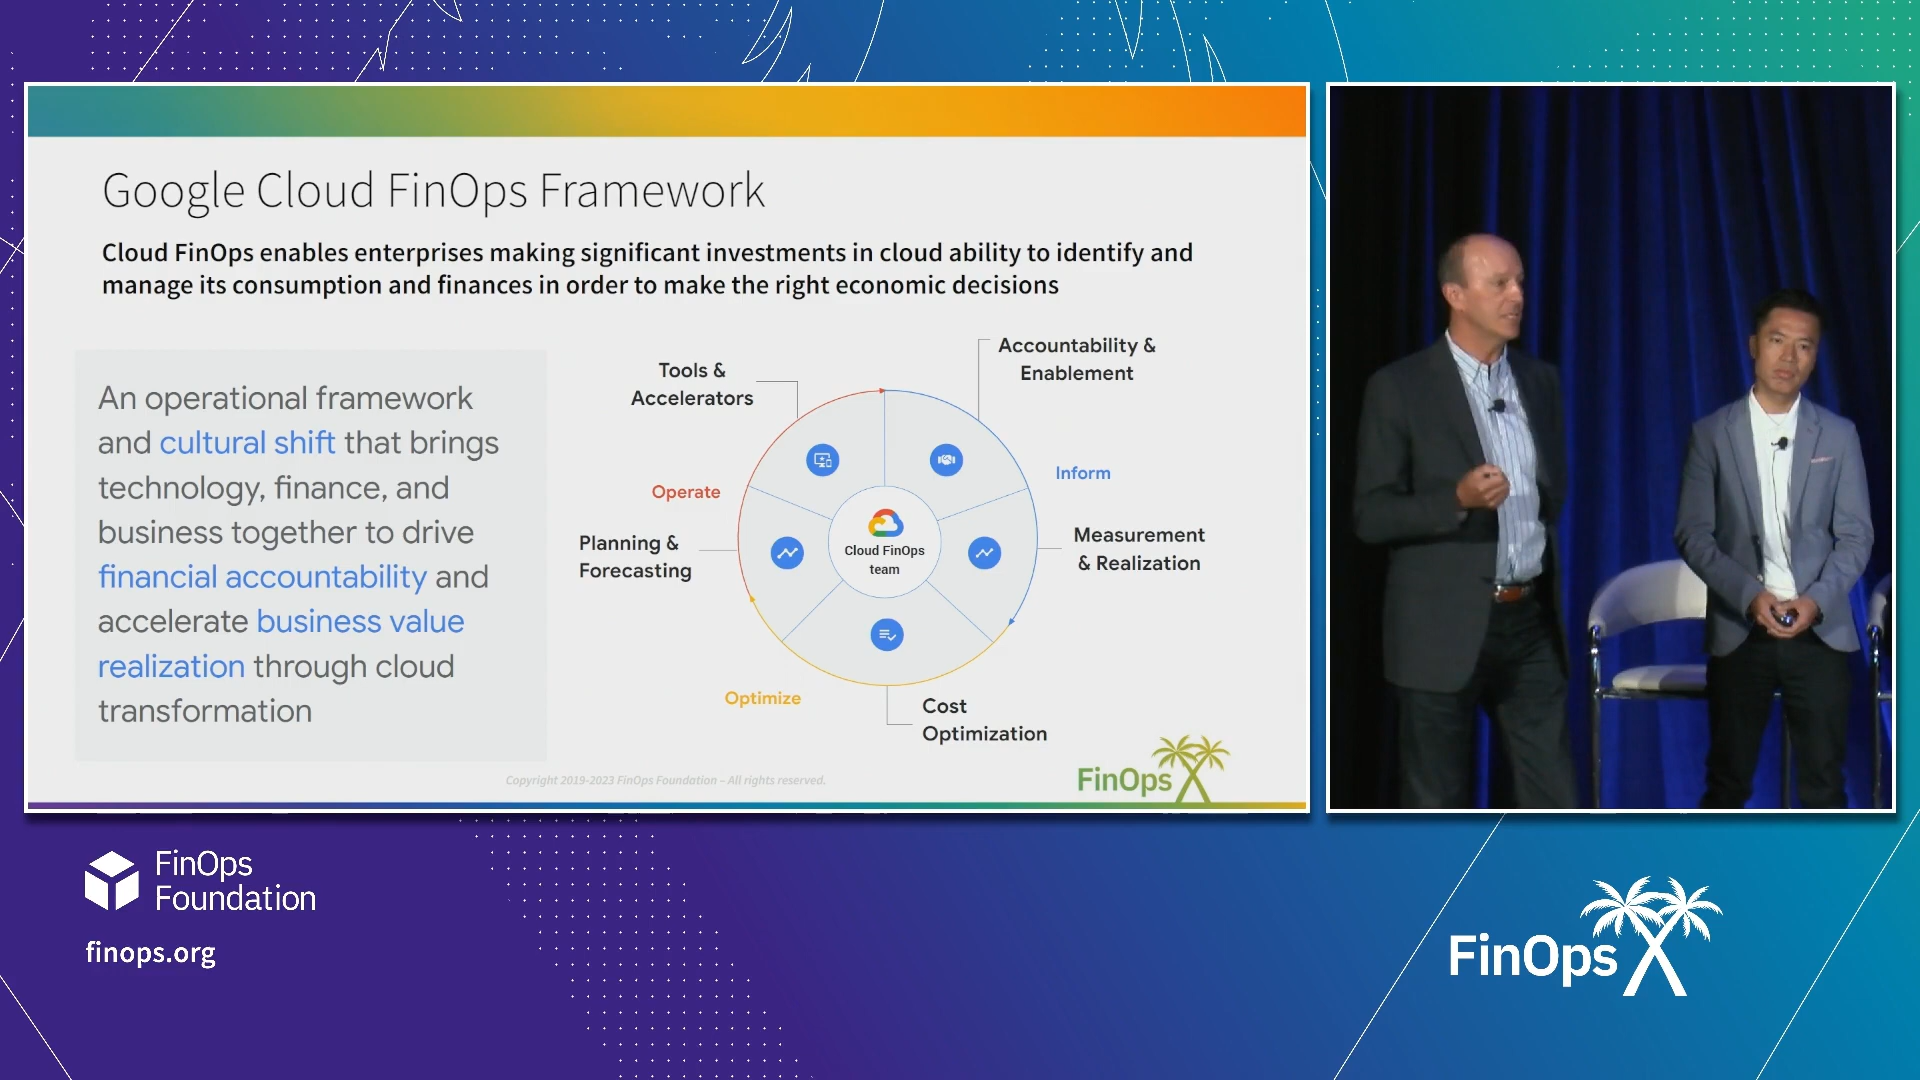 Google Cloud FinOps Framework
Cloud FinOps enables enterprises making significant investments in cloud ability to identify and
manage its consumption and finances in order to make the right economic decisions
An operational framework
and cultural shift that brings
technology, finance, and
business together to drive
financial accountability and
accelerate business value
realization through cloud
transformation
Tools &
Accelerators
Accountability &
Enablement
Operate
Inform
Planning &
Forecasting
Cloud FinOps
team
Measurement
& Realization
Optimize
Cost
Optimization
Copyright 2019-2023 FinOps Foundation – All rights reserved.
FinOps X
FinOps
Foundation
finops.org
FinOps X